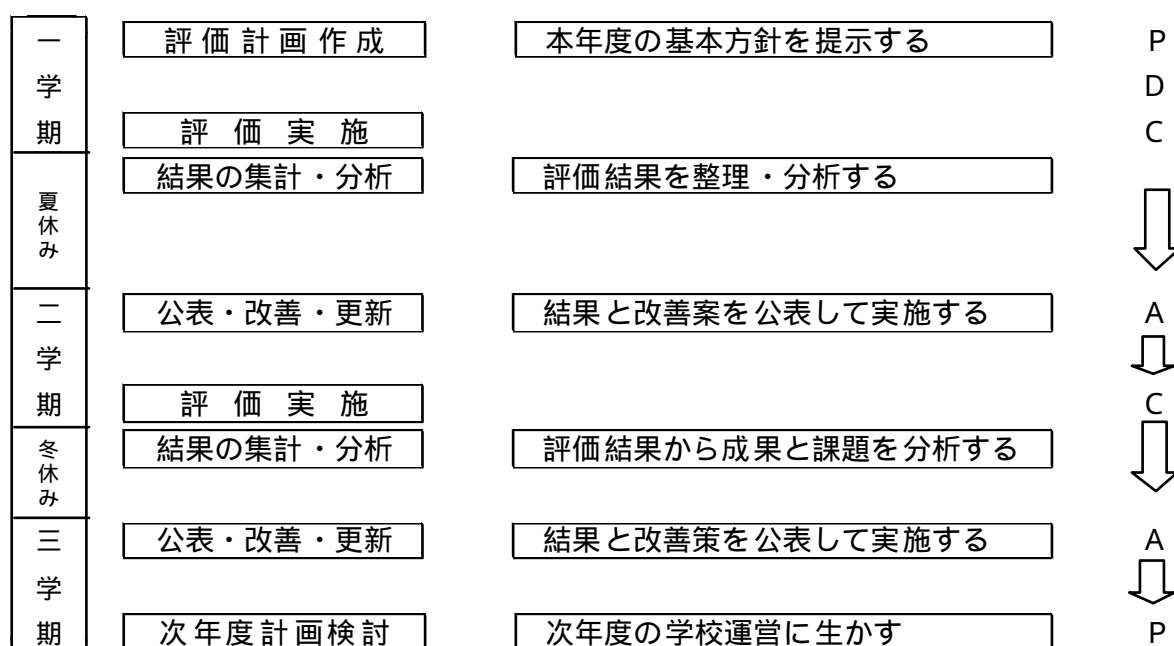 一 評価計画作成 本年度の基本方針を提示する P
学 D
期 評価実施 C
結果の集計・分析 評価結果を整理・分析する
夏休み
二 公表・改善・更新 結果と改善案を公表して実施する A
学
期 評価実施 C
冬休み 結果の集計・分析 評価結果から成果と課題を分析する
三 公表・改善・更新 結果と改善策を公表して実施する A
学
期 次年度計画検討 次年度の学校運営に生かす P